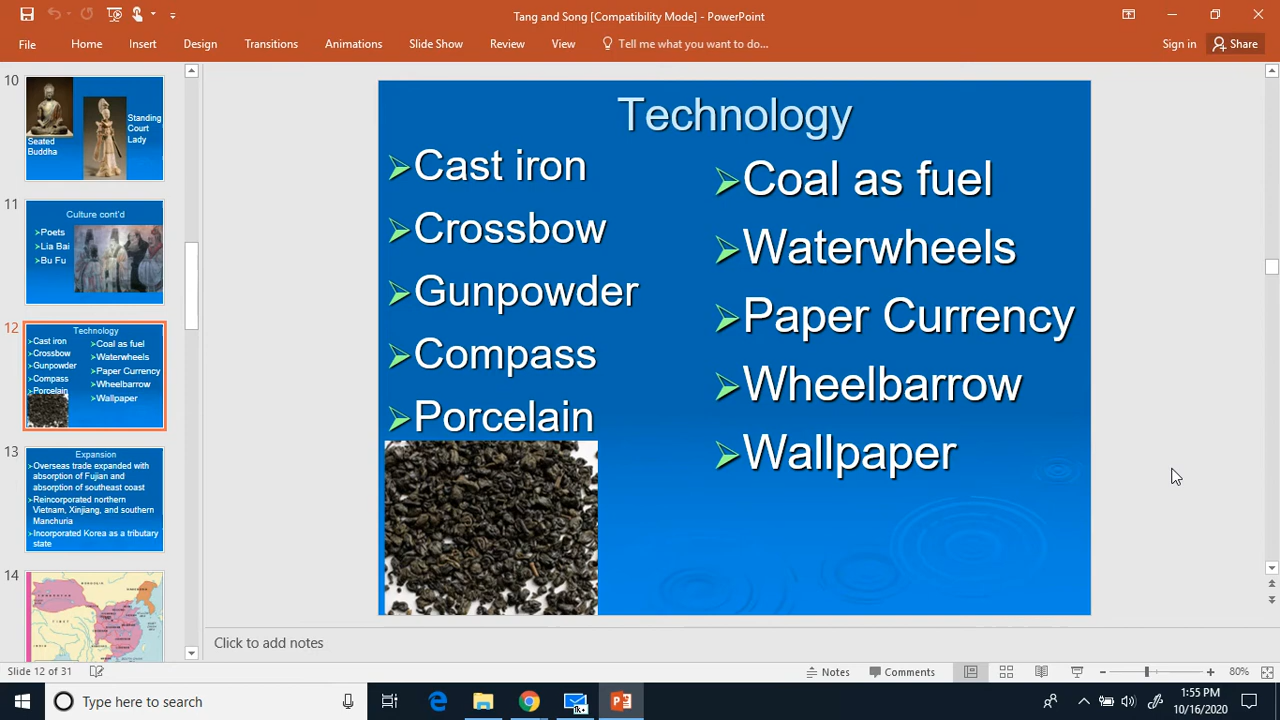 Tang and Song [Compatibility Mode] - PowerPoint
File Home Insert Design Transitions Animations Slide Show Review View Tell me what you want to do... Sign in Share
10
Seated
Buddha
Standing
Court
Lady
11
Culture cont'd
Poets
Lia Bai
Bu Fu
12
Technology
Cast iron
Crossbow
Gunpowder
Compass
Porcelain
Coal as fuel
Waterwheels
Paper Currency
Wheelbarrow
Wallpaper
13
Expansion
Overseas trade expanded with
absorption of Fujian and
absorption of southeast coast
Reincorporated northern
Vietnam, Xinjiang, and southern
Manchuria
Incorporated Korea as a tributary
state
14
Technology
Cast iron
Crossbow
Gunpowder
Compass
Porcelain
Coal as fuel
Waterwheels
Paper Currency
Wheelbarrow
Wallpaper
Click to add notes
Slide 12 of 31 Notes Comments 80%
Type here to search
1:55 PM
10/16/2020